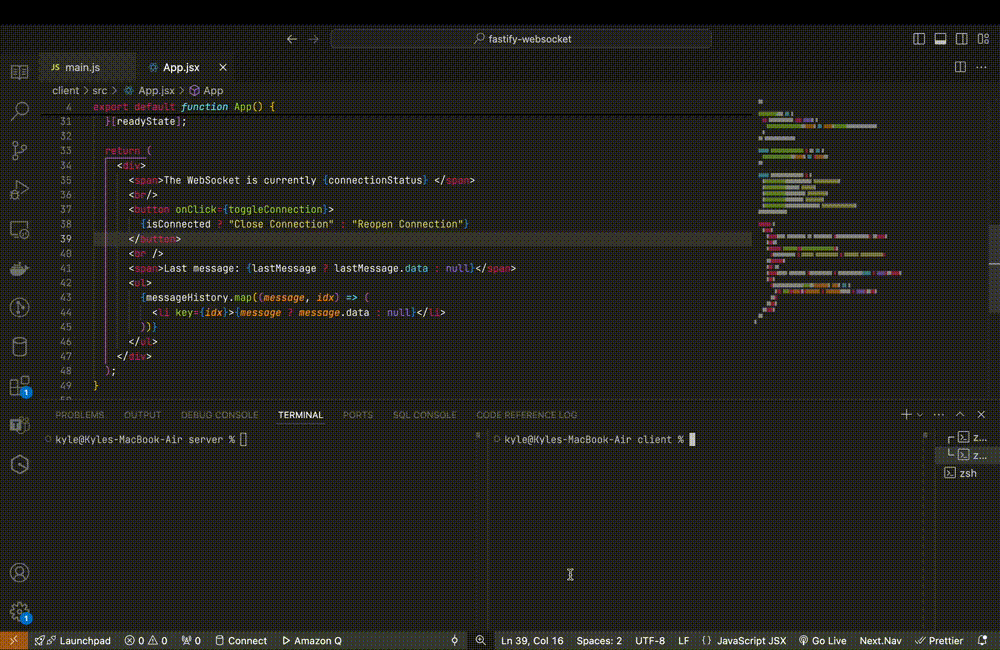 fastify-websocket
JS main.js
App.jsx
client > src > App.jsx > App
4 export default function App() {
31 }[readyState];
32
33 return (
34 <div>
35 <span>The WebSocket is currently {connectionStatus} </span>
36 <br/>
37 <button onClick={toggleConnection}>
38 {isConnected ? "Close Connection" : "Reopen Connection"}
39 </button>
40 <br />
41 <span>Last message: {lastMessage ? lastMessage.data : null}</span>
42 <ul>
43 {messageHistory.map((message, idx) => (
44 <li key={idx}>{message ? message.data : null}</li>
45 ))}
46 </ul>
47 </div>
48 );
49 }
PROBLEMS OUTPUT DEBUG CONSOLE TERMINAL PORTS SQL CONSOLE CODE REFERENCE LOG
kyle@Kyles-MacBook-Air server %
kyle@Kyles-MacBook-Air client %
z...
z...
zsh
1
1
Launchpad 0 0 0 Connect Amazon Q Ln 39, Col 16 Spaces: 2 UTF-8 LF {} JavaScript JSX Go Live Next.Nav Prettier